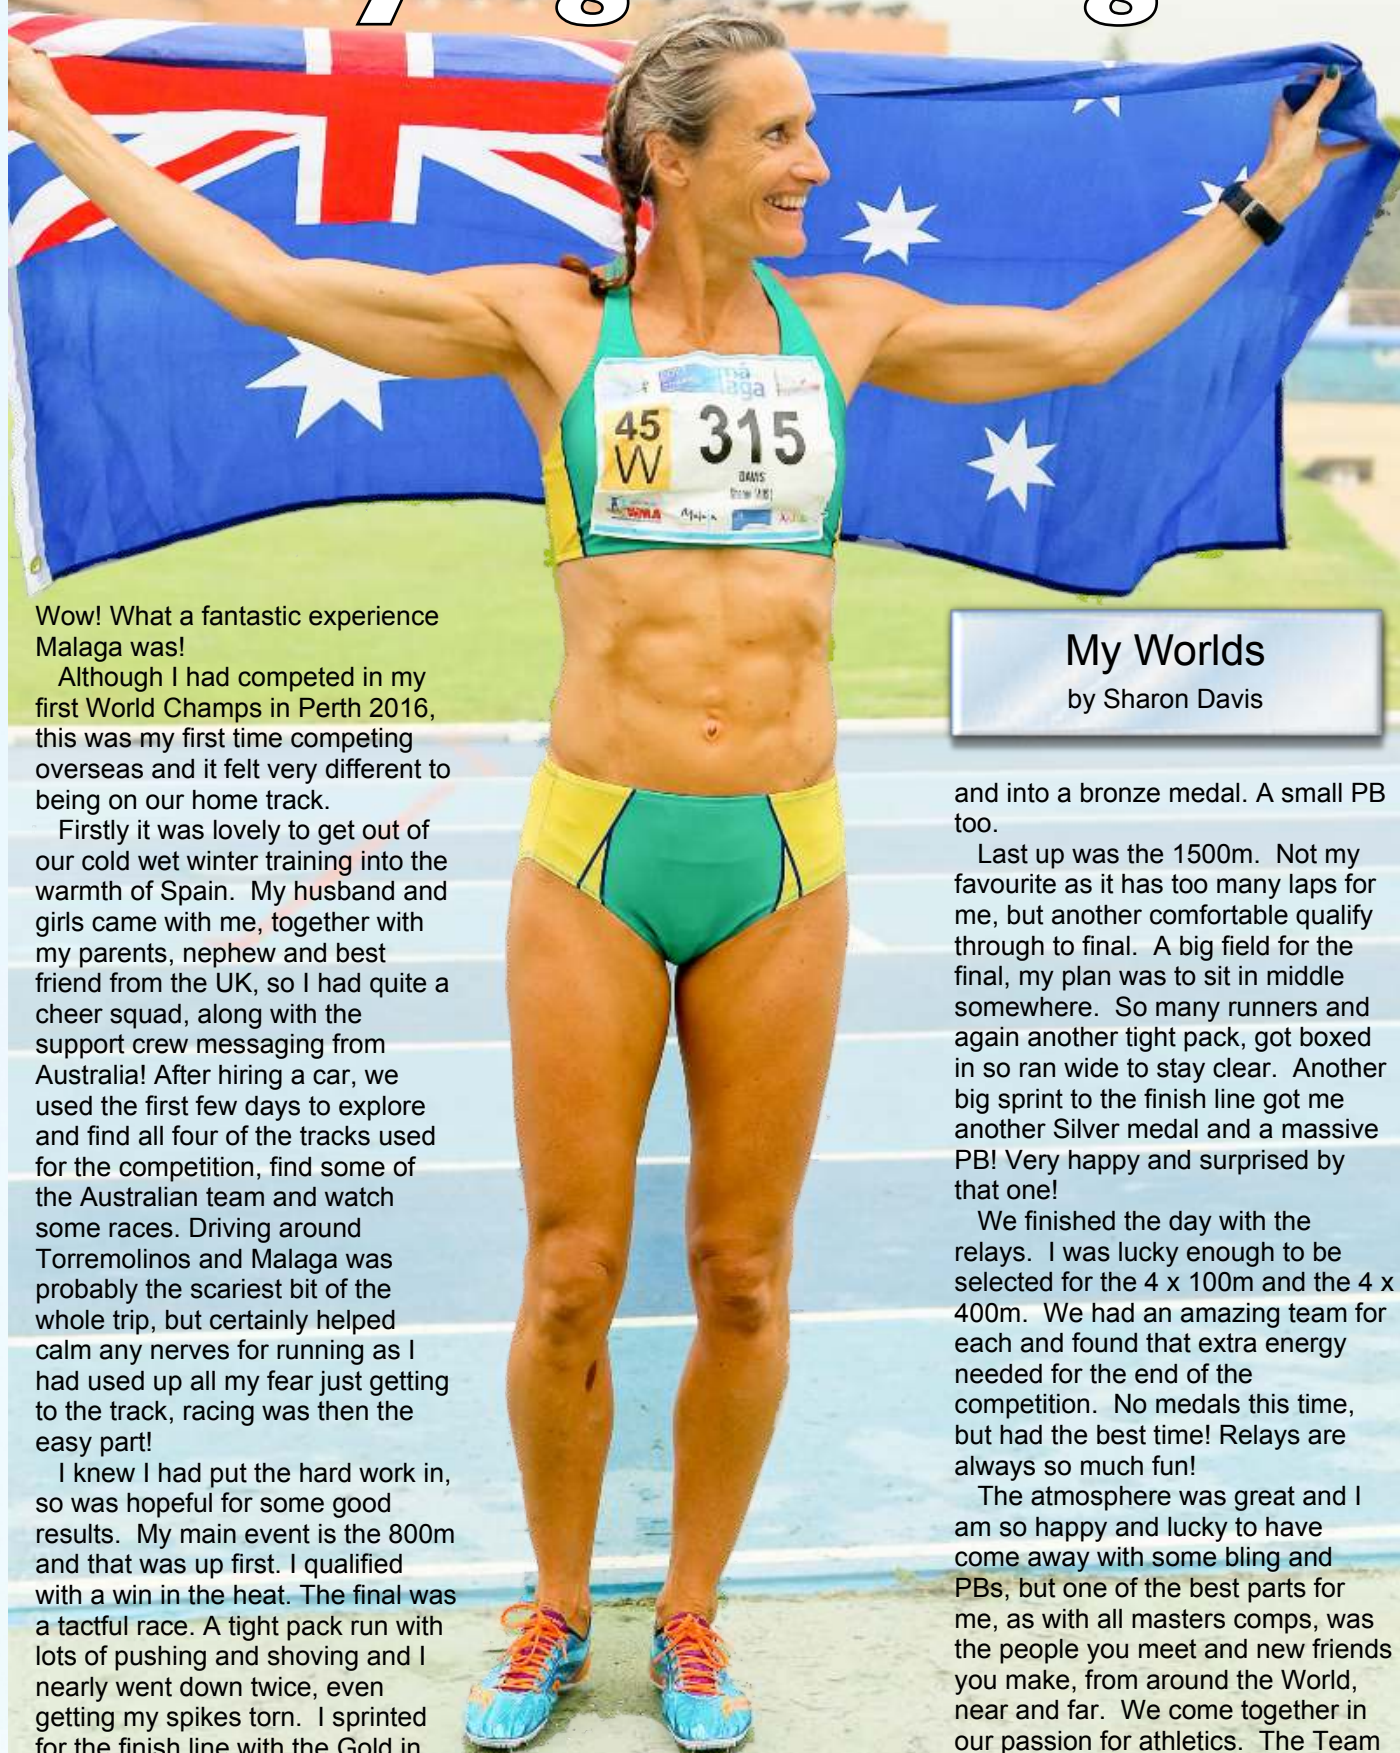 45
W
315
DAVIS
WMA
Wow! What a fantastic experience
Malaga was!
Although I had competed in my
first World Champs in Perth 2016,
this was my first time competing
overseas and it felt very different to
being on our home track.
Firstly it was lovely to get out of
our cold wet winter training into the
warmth of Spain. My husband and
girls came with me, together with
my parents, nephew and best
friend from the UK, so I had quite a
cheer squad, along with the
support crew messaging from
Australia! After hiring a car, we
used the first few days to explore
and find all four of the tracks used
for the competition, find some of
the Australian team and watch
some races. Driving around
Torremolinos and Malaga was
probably the scariest bit of the
whole trip, but certainly helped
calm any nerves for running as I
had used up all my fear just getting
to the track, racing was then the
easy part!
I knew I had put the hard work in,
so was hopeful for some good
results. My main event is the 800m
and that was up first. I qualified
with a win in the heat. The final was
a tactful race. A tight pack run with
lots of pushing and shoving and I
nearly went down twice, even
getting my spikes torn. I sprinted
for the finish line with the Gold in
My Worlds
by Sharon Davis
and into a bronze medal. A small PB
too.
Last up was the 1500m. Not my
favourite as it has too many laps for
me, but another comfortable qualify
through to final. A big field for the
final, my plan was to sit in middle
somewhere. So many runners and
again another tight pack, got boxed
in so ran wide to stay clear. Another
big sprint to the finish line got me
another Silver medal and a massive
PB! Very happy and surprised by
that one!
We finished the day with the
relays. I was lucky enough to be
selected for the 4 x 100m and the 4 x
400m. We had an amazing team for
each and found that extra energy
needed for the end of the
competition. No medals this time,
but had the best time! Relays are
always so much fun!
The atmosphere was great and I
am so happy and lucky to have
come away with some bling and
PBs, but one of the best parts for
me, as with all masters comps, was
the people you meet and new friends
you make, from around the World,
near and far. We come together in
our passion for athletics. The Team